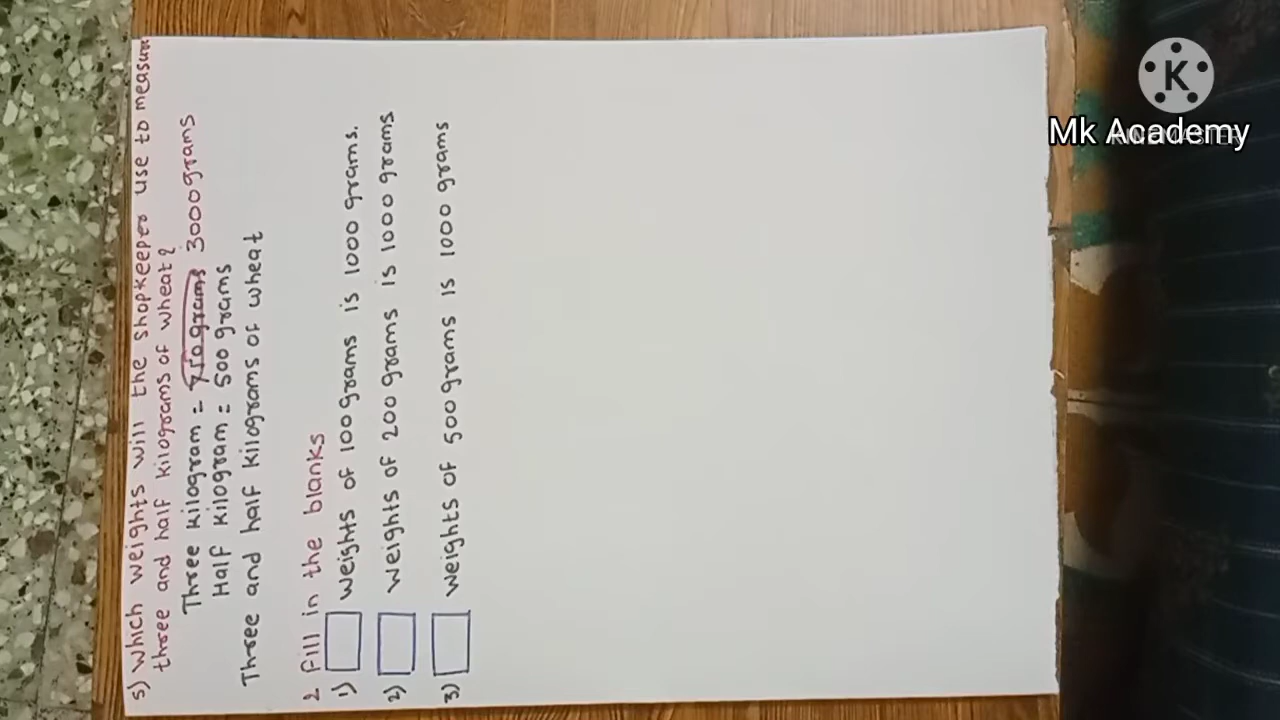 5) Which weights will the shopkeeper use to measure
three and half kilograms of wheat?
Three kilogram = 750 grams 3000 grams
Half kilogram = 500 grams
Three and half kilograms of wheat
2 Fill in the blanks
1) weights of 100 grams is 1000 grams.
2) weights of 200 grams is 1000 grams
3) weights of 500 grams is 1000 grams
K
Mk Academy
KINEMASTER